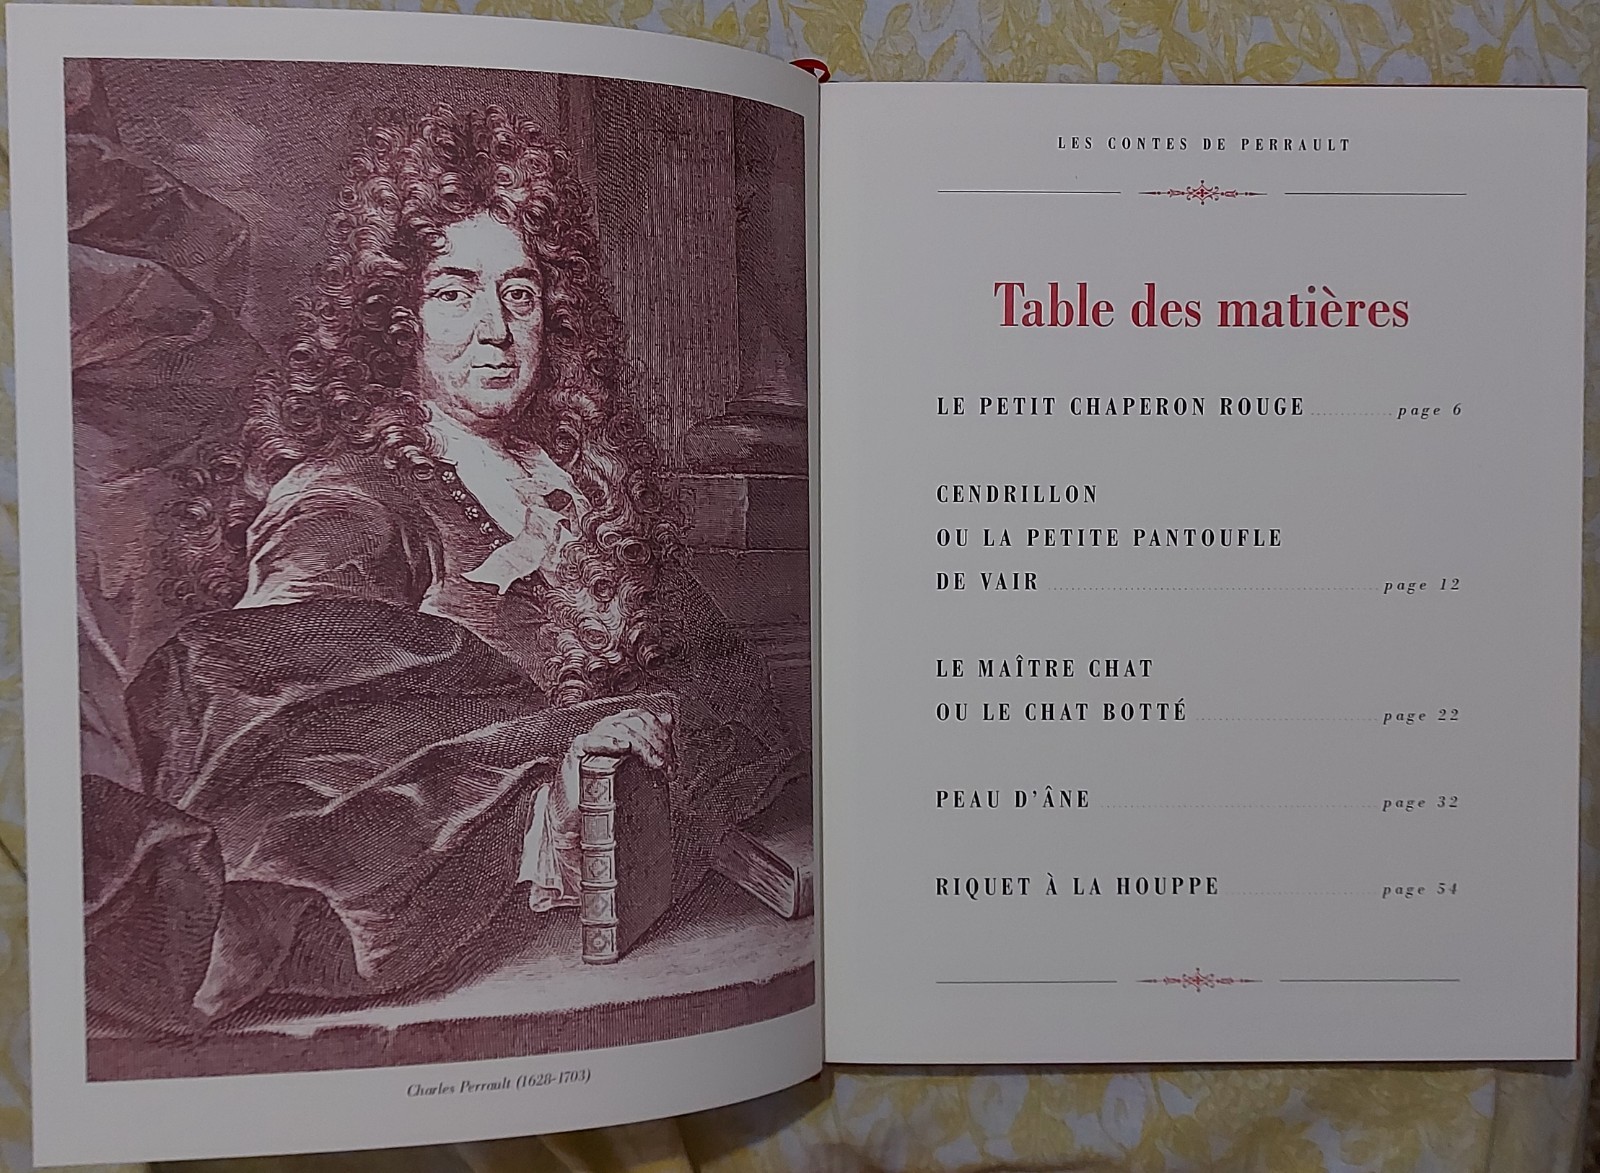 Charles Perrault (1628-1703)
LES CONTES DE PERRAULT
Table des matières
LE PETIT CHAPERON ROUGE page 6
CENDRILLON
OU LA PETITE PANTOUFLE
DE VAIR page 12
LE MAÎTRE CHAT
OU LE CHAT BOTTÉ page 22
PEAU D'ÂNE page 32
RIQUET À LA HOUPPE page 54